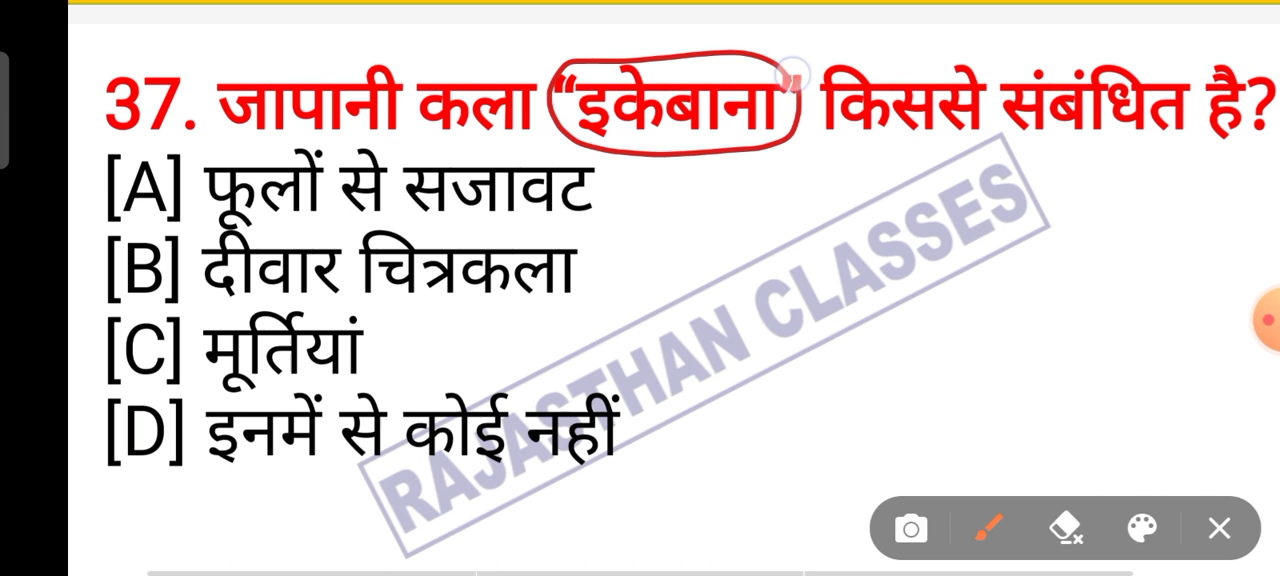 37. जापानी कला “इकेबाना” किससे संबंधित है?
[A] फूलों से सजावट
[B] दीवार चित्रकला
[C] मूर्तियां
[D] इनमें से कोई नहीं
RAJASTHAN CLASSES